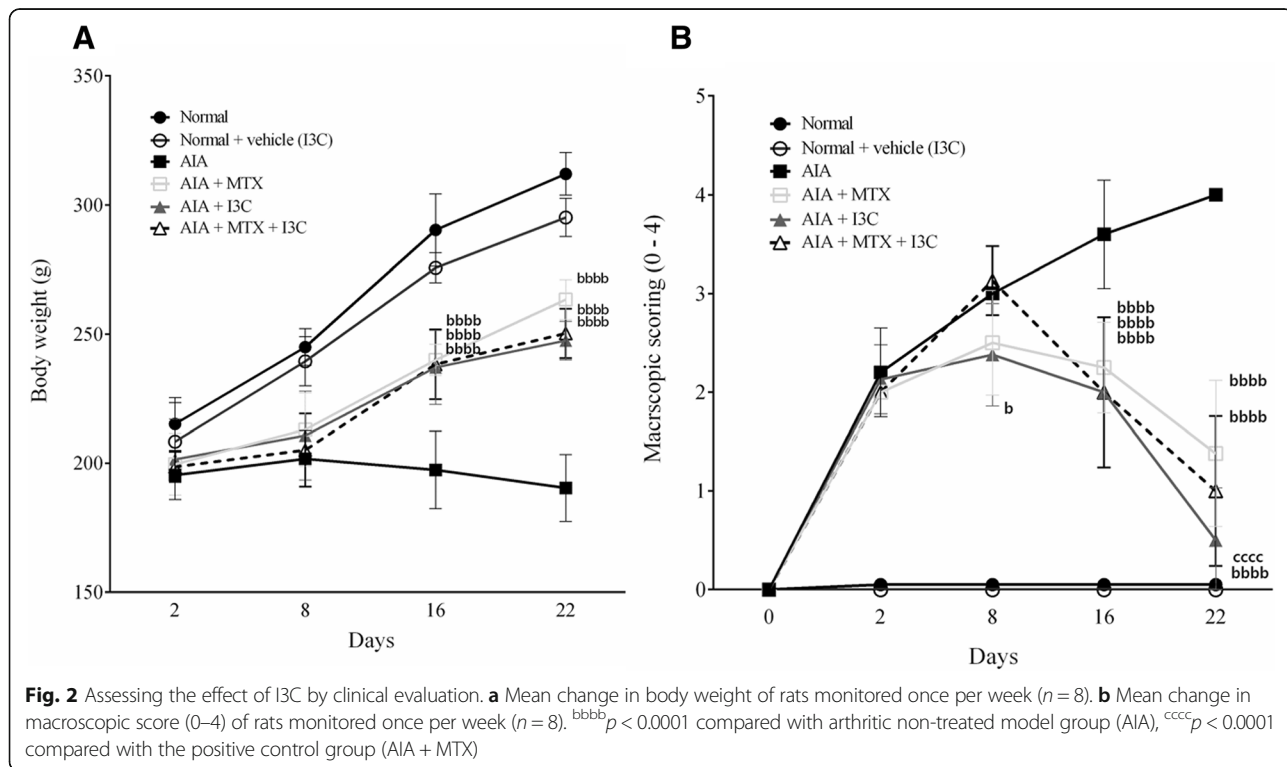 A
Body weight (g)
350
300
250
200
150
Normal
Normal + vehicle (I3C)
AIA
AIA + MTX
AIA + I3C
AIA + MTX + I3C
bbbb
bbbb
bbbb
bbbb
bbbb
bbbb
2 8 16 22
Days
B
Macrscopic scoring (0 - 4)
5
4
3
2
1
0
Normal
Normal + vehicle (I3C)
AIA
AIA + MTX
AIA + I3C
AIA + MTX + I3C
b
bbbb
bbbb
bbbb
bbbb
bbbb
cccc
bbbb
0 2 8 16 22
Days
Fig. 2 Assessing the effect of I3C by clinical evaluation. a Mean change in body weight of rats monitored once per week (n = 8). b Mean change in
macroscopic score (0–4) of rats monitored once per week (n = 8). bbbbp < 0.0001 compared with arthritic non-treated model group (AIA), ccccp < 0.0001
compared with the positive control group (AIA + MTX)